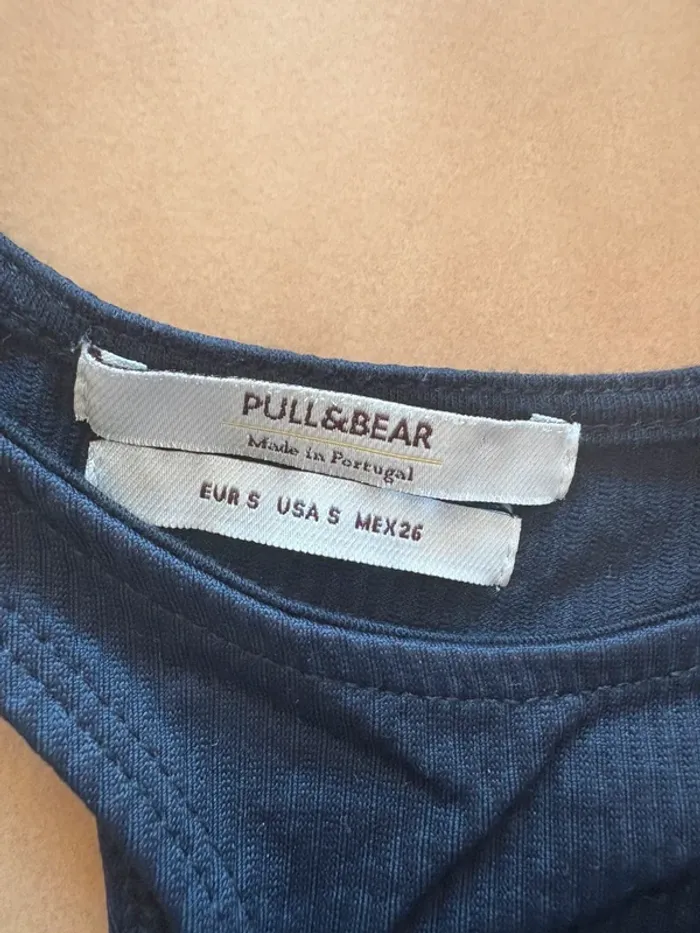 PULL&BEAR
Made in Portugal
EUR S USA S MEX26